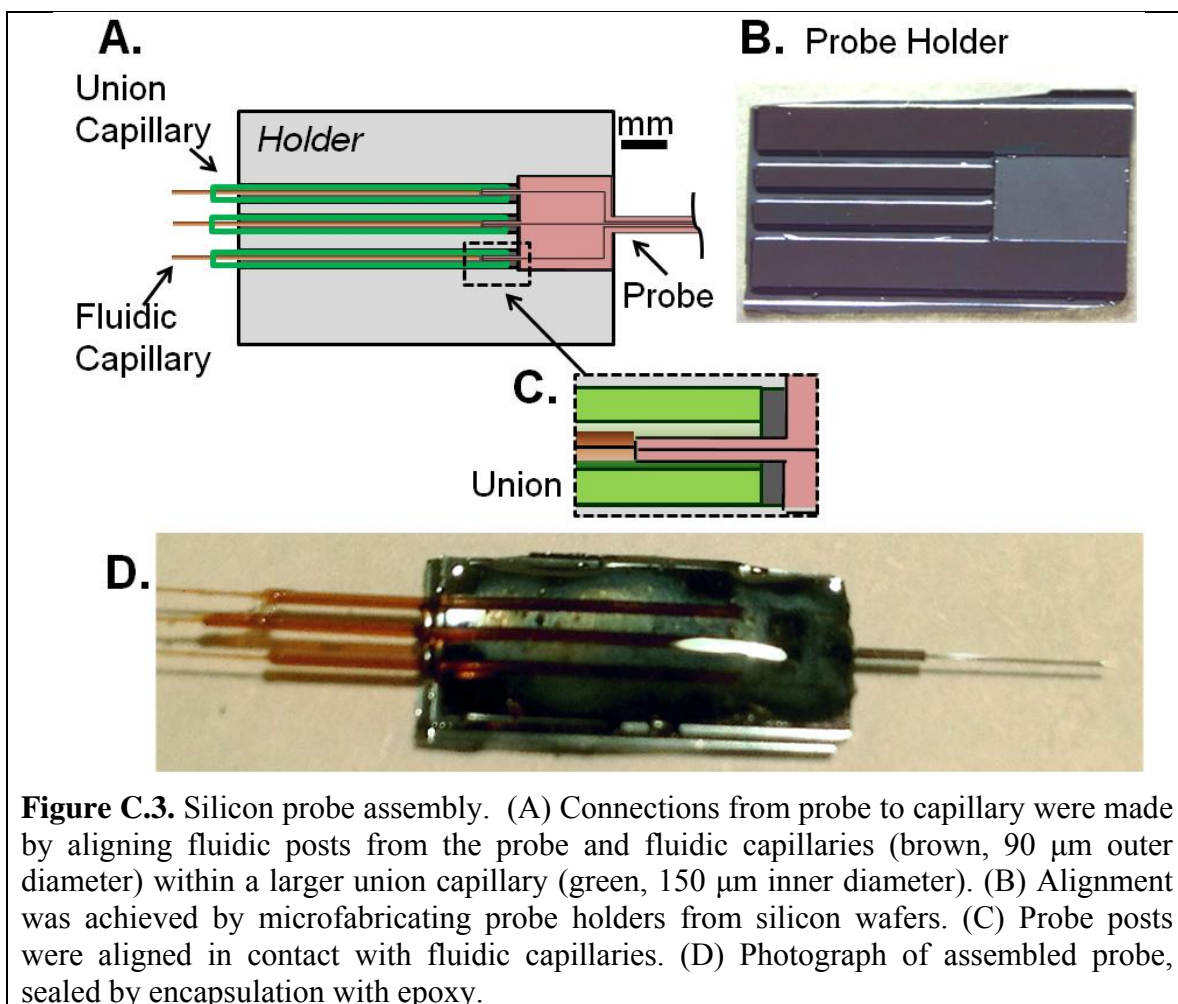 A.
B. Probe Holder
Union
Capillary
Holder
mm
Fluidic
Capillary
Probe
C.
Union
D.
Figure C.3. Silicon probe assembly. (A) Connections from probe to capillary were made
by aligning fluidic posts from the probe and fluidic capillaries (brown, 90 μm outer
diameter) within a larger union capillary (green, 150 μm inner diameter). (B) Alignment
was achieved by microfabricating probe holders from silicon wafers. (C) Probe posts
were aligned in contact with fluidic capillaries. (D) Photograph of assembled probe,
sealed by encapsulation with epoxy.